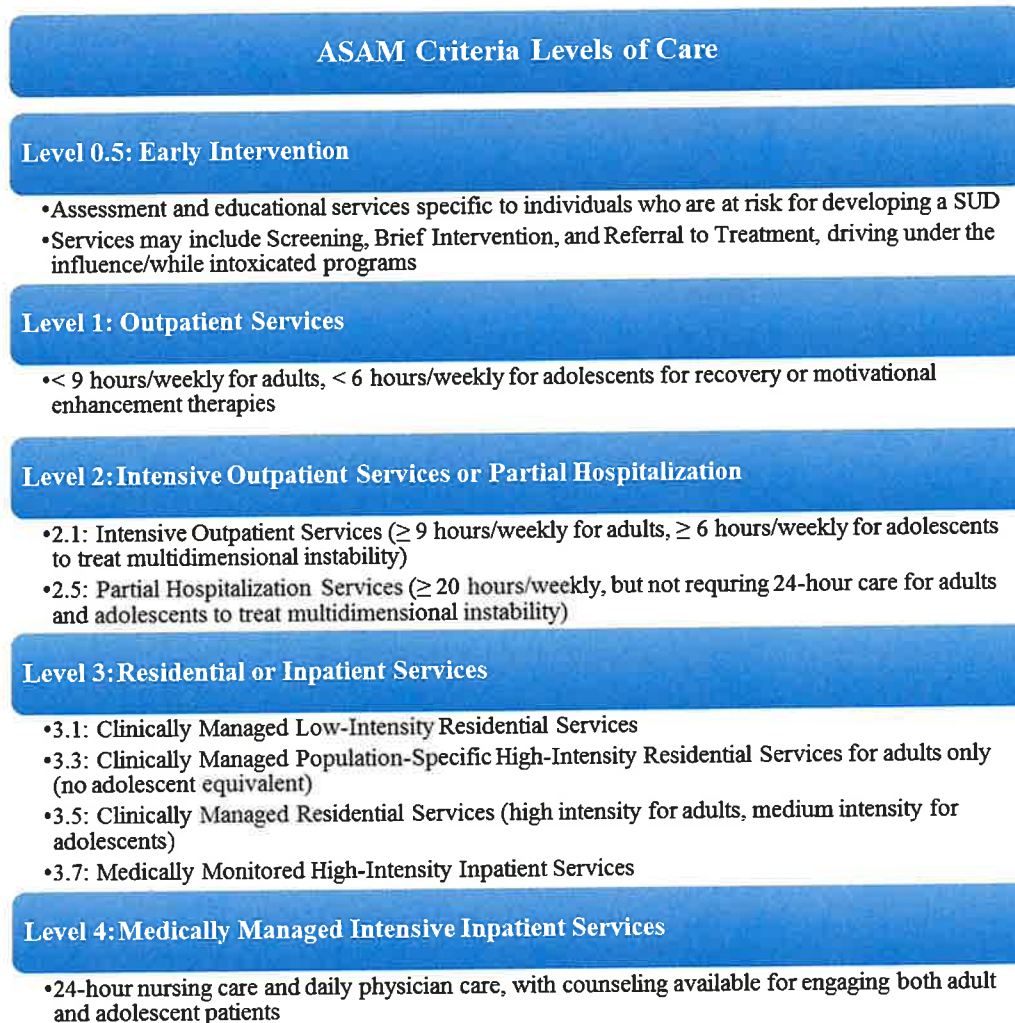 ASAM Criteria Levels of Care
Level 0.5: Early Intervention
•Assessment and educational services specific to individuals who are at risk for developing a SUD
•Services may include Screening, Brief Intervention, and Referral to Treatment, driving under the
influence/while intoxicated programs
Level 1: Outpatient Services
•< 9 hours/weekly for adults, < 6 hours/weekly for adolescents for recovery or motivational
enhancement therapies
Level 2:Intensive Outpatient Services or Partial Hospitalization
•2.1: Intensive Outpatient Services (≥ 9 hours/weekly for adults, ≥ 6 hours/weekly for adolescents
to treat multidimensional instability)
•2.5: Partial Hospitalization Services (≥ 20 hours/weekly, but not requring 24-hour care for adults
and adolescents to treat multidimensional instability)
Level 3:Residential or Inpatient Services
•3.1: Clinically Managed Low-Intensity Residential Services
•3.3: Clinically Managed Population-Specific High-Intensity Residential Services for adults only
(no adolescent equivalent)
•3.5: Clinically Managed Residential Services (high intensity for adults, medium intensity for
adolescents)
•3.7: Medically Monitored High-Intensity Inpatient Services
Level 4:Medically Managed Intensive Inpatient Services
•24-hour nursing care and daily physician care, with counseling available for engaging both adult
and adolescent patients